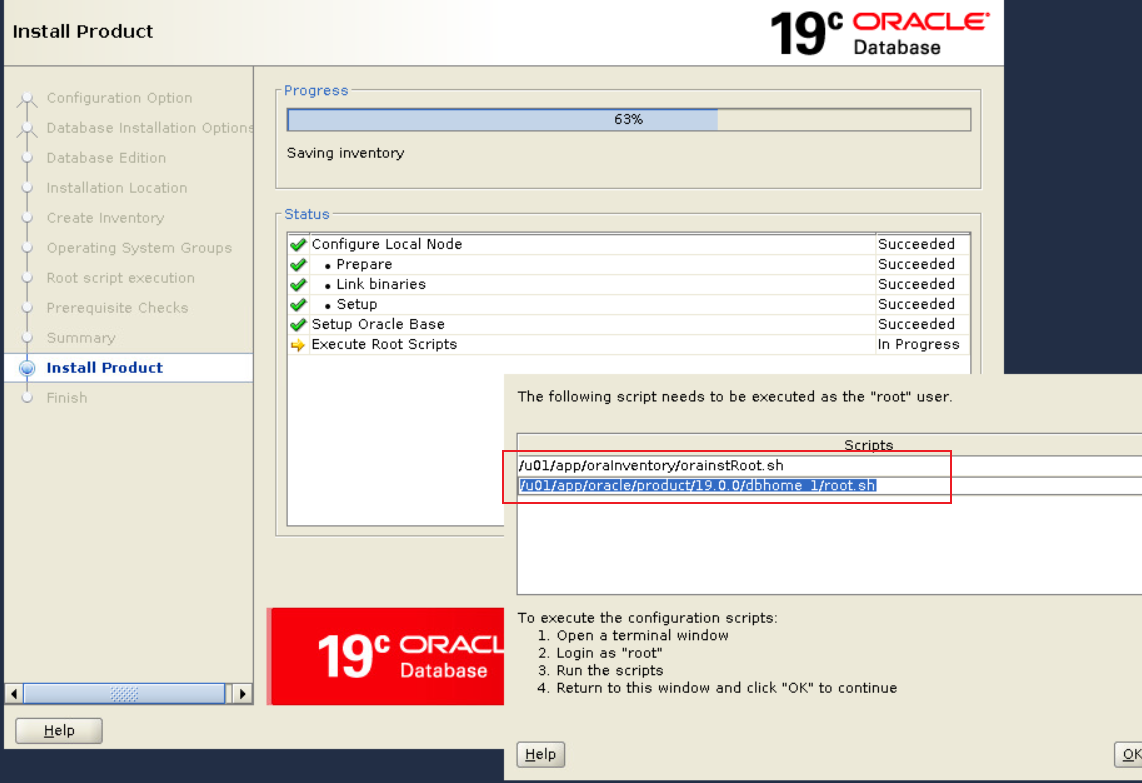 Install Product
19c ORACLE®
Database
Configuration Option
Database Installation Options
Database Edition
Installation Location
Create Inventory
Operating System Groups
Root script execution
Prerequisite Checks
Summary
Install Product
Finish
Help
Progress
63%
Saving inventory
Status
Configure Local Node Succeeded
• Prepare Succeeded
• Link binaries Succeeded
• Setup Succeeded
Setup Oracle Base Succeeded
Execute Root Scripts In Progress
19c ORACL
Database
The following script needs to be executed as the "root" user.
Scripts
/u01/app/oraInventory/orainstRoot.sh
/u01/app/oracle/product/19.0.0/dbhome_1/root.sh
To execute the configuration scripts:
1. Open a terminal window
2. Login as "root"
3. Run the scripts
4. Return to this window and click "OK" to continue
Help
OK